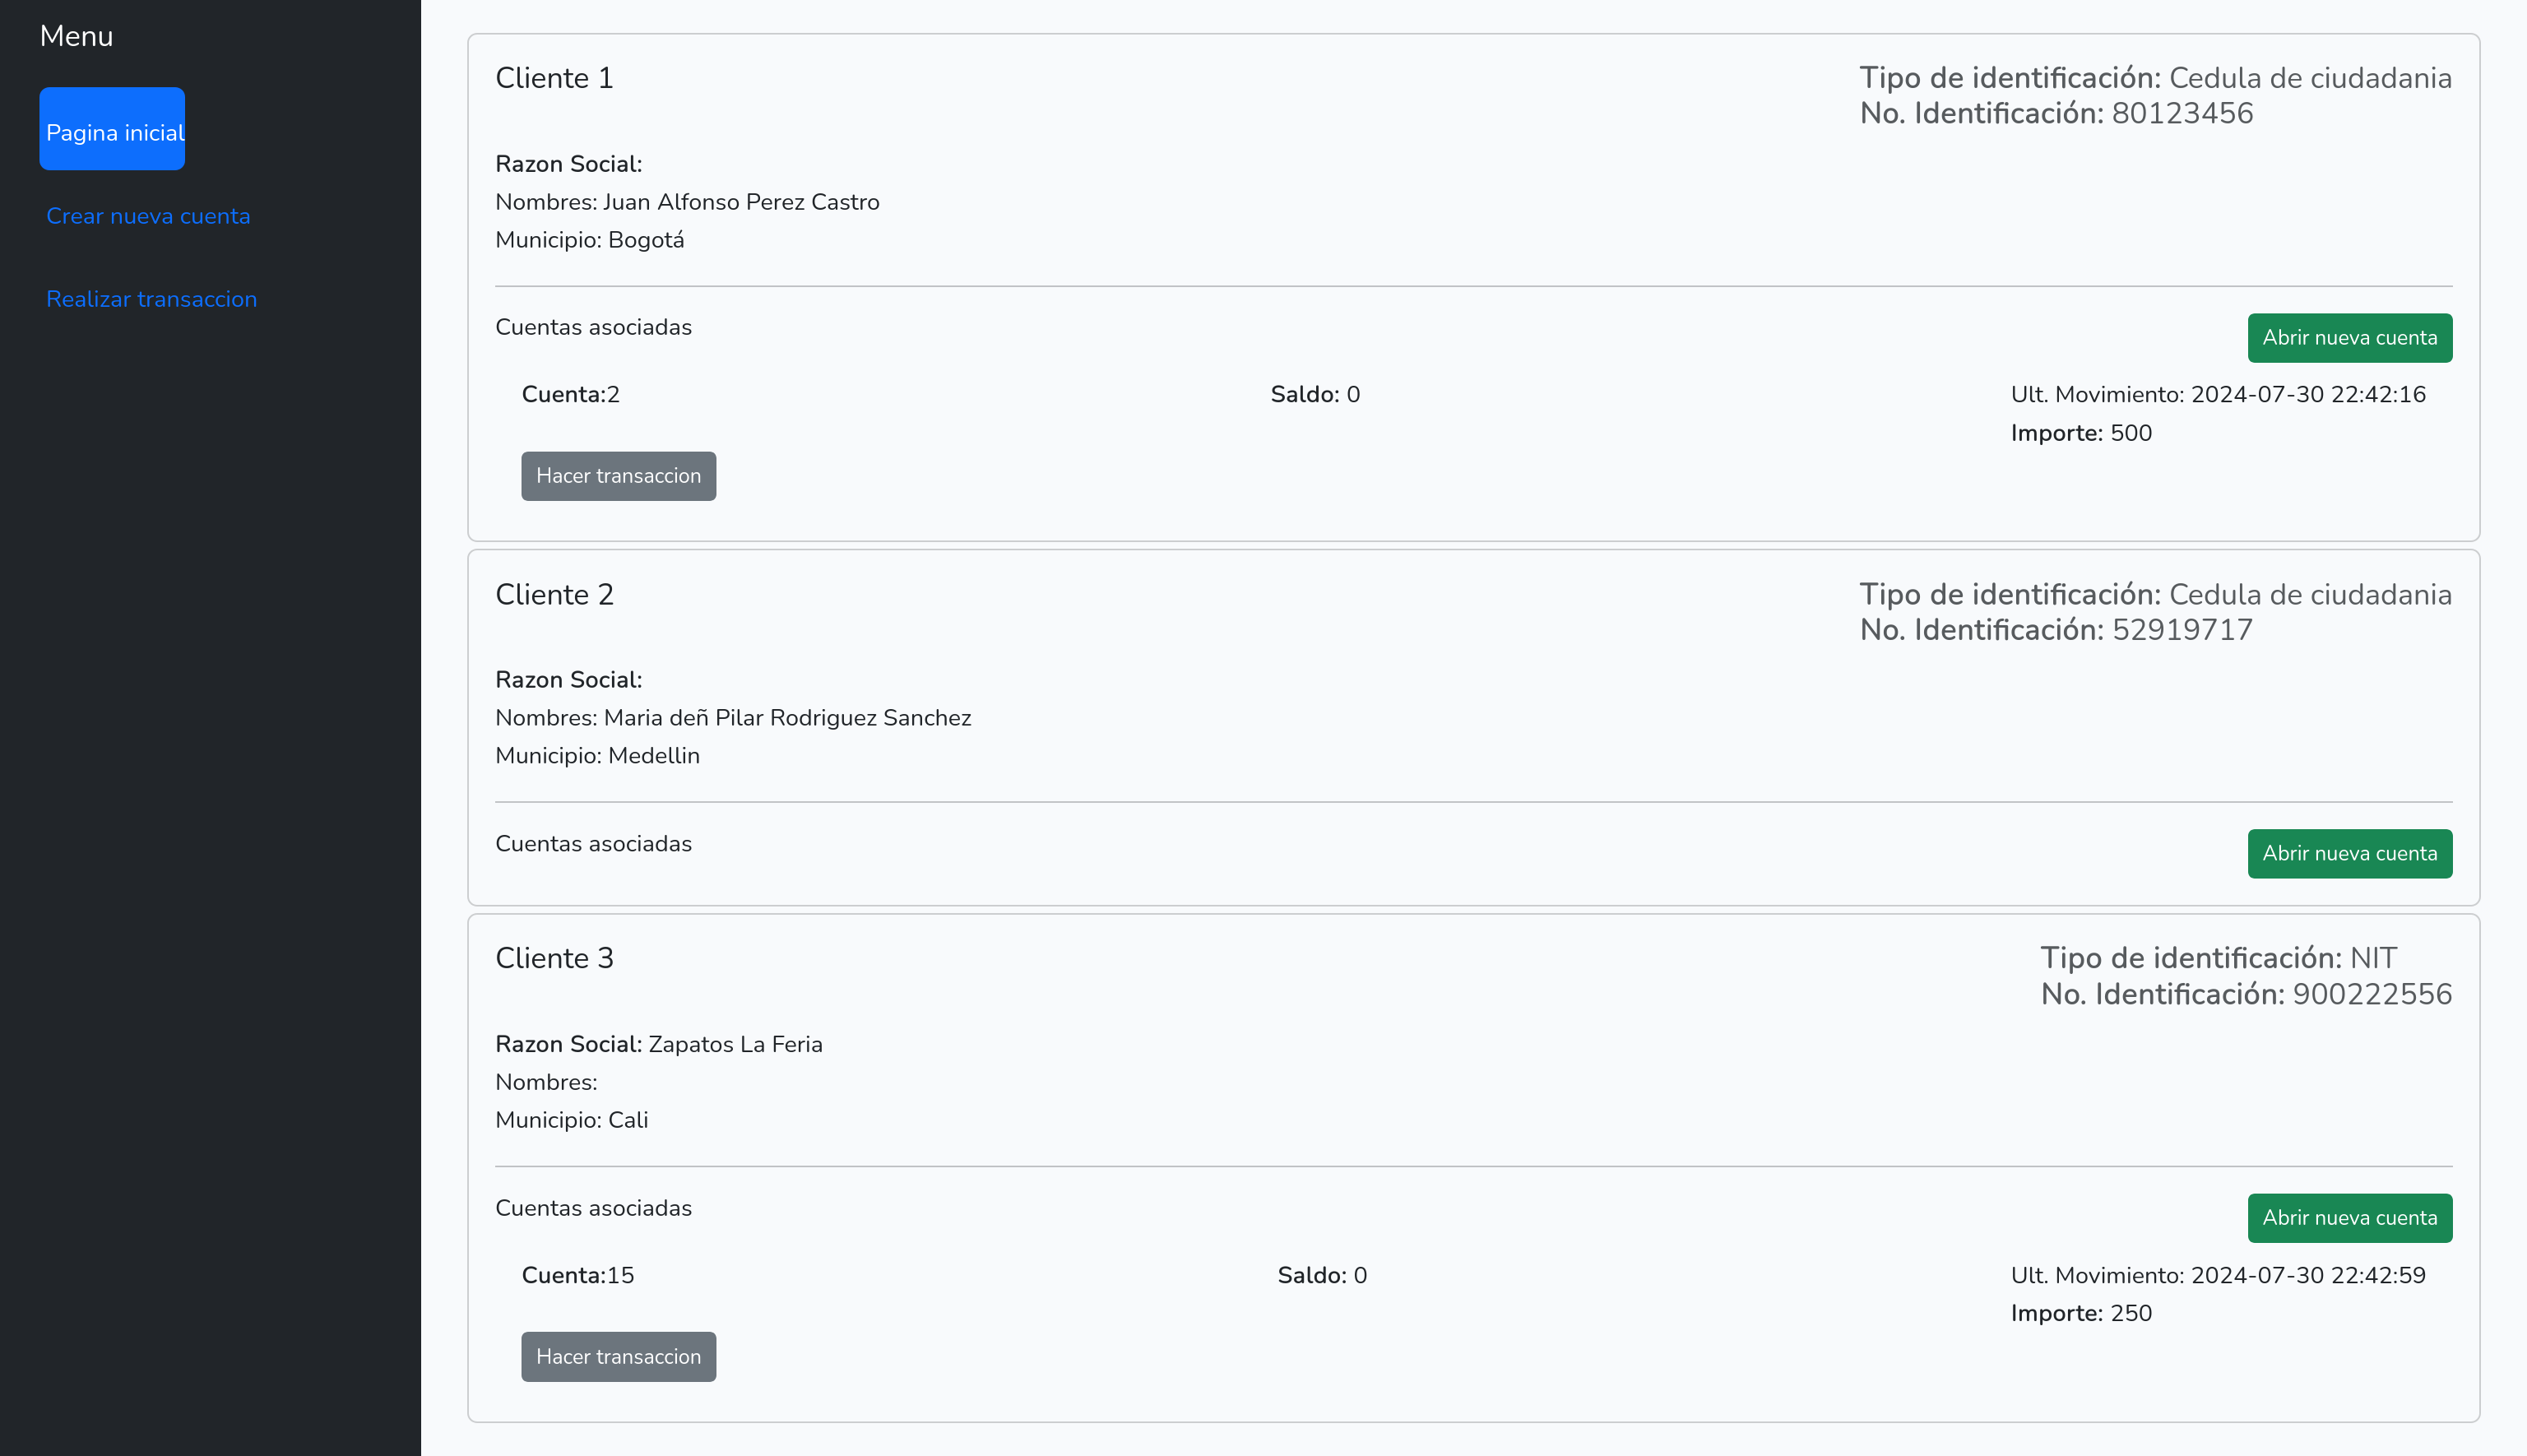 Menu
Pagina inicial
Crear nueva cuenta
Realizar transaccion
Cliente 1
Tipo de identificación: Cedula de ciudadania
No. Identificación: 80123456
Razon Social:
Nombres: Juan Alfonso Perez Castro
Municipio: Bogotá
Cuentas asociadas
Abrir nueva cuenta
Cuenta:2
Saldo: 0
Ult. Movimiento: 2024-07-30 22:42:16
Importe: 500
Hacer transaccion
Cliente 2
Tipo de identificación: Cedula de ciudadania
No. Identificación: 52919717
Razon Social:
Nombres: Maria deñ Pilar Rodriguez Sanchez
Municipio: Medellin
Cuentas asociadas
Abrir nueva cuenta
Cliente 3
Tipo de identificación: NIT
No. Identificación: 900222556
Razon Social: Zapatos La Feria
Nombres:
Municipio: Cali
Cuentas asociadas
Abrir nueva cuenta
Cuenta:15
Saldo: 0
Ult. Movimiento: 2024-07-30 22:42:59
Importe: 250
Hacer transaccion